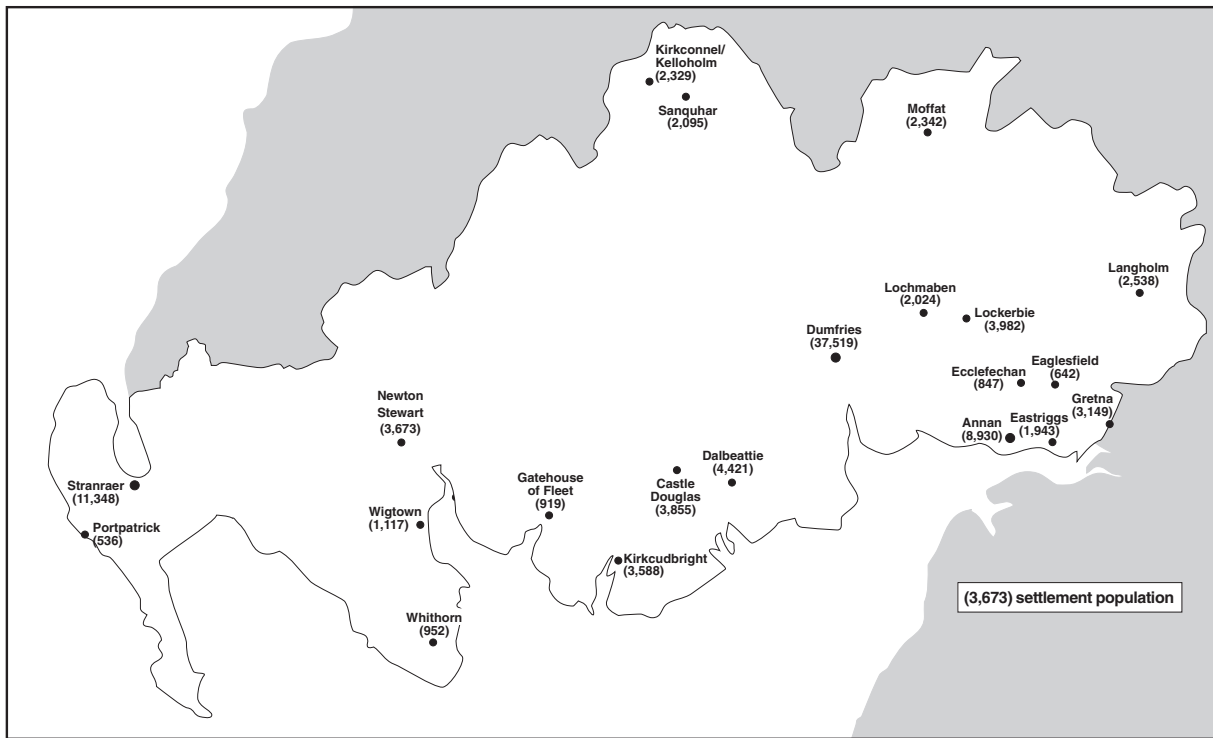 Kirkconnel/
Kelloholm
(2,329)
Sanquhar
(2,095)
Moffat
(2,342)
Langholm
(2,538)
Lochmaben
(2,024)
Lockerbie
(3,982)
Dumfries
(37,519)
Eaglesfield
(642)
Ecclefechan
(847)
Gretna
(3,149)
Annan
(8,930)
Eastriggs
(1,943)
Newton
Stewart
(3,673)
Dalbeattie
(4,421)
Castle
Douglas
(3,855)
Gatehouse
of Fleet
(919)
Stranraer
(11,348)
Portpatrick
(536)
Wigtown
(1,117)
Kirkcudbright
(3,588)
Whithorn
(952)
(3,673) settlement population